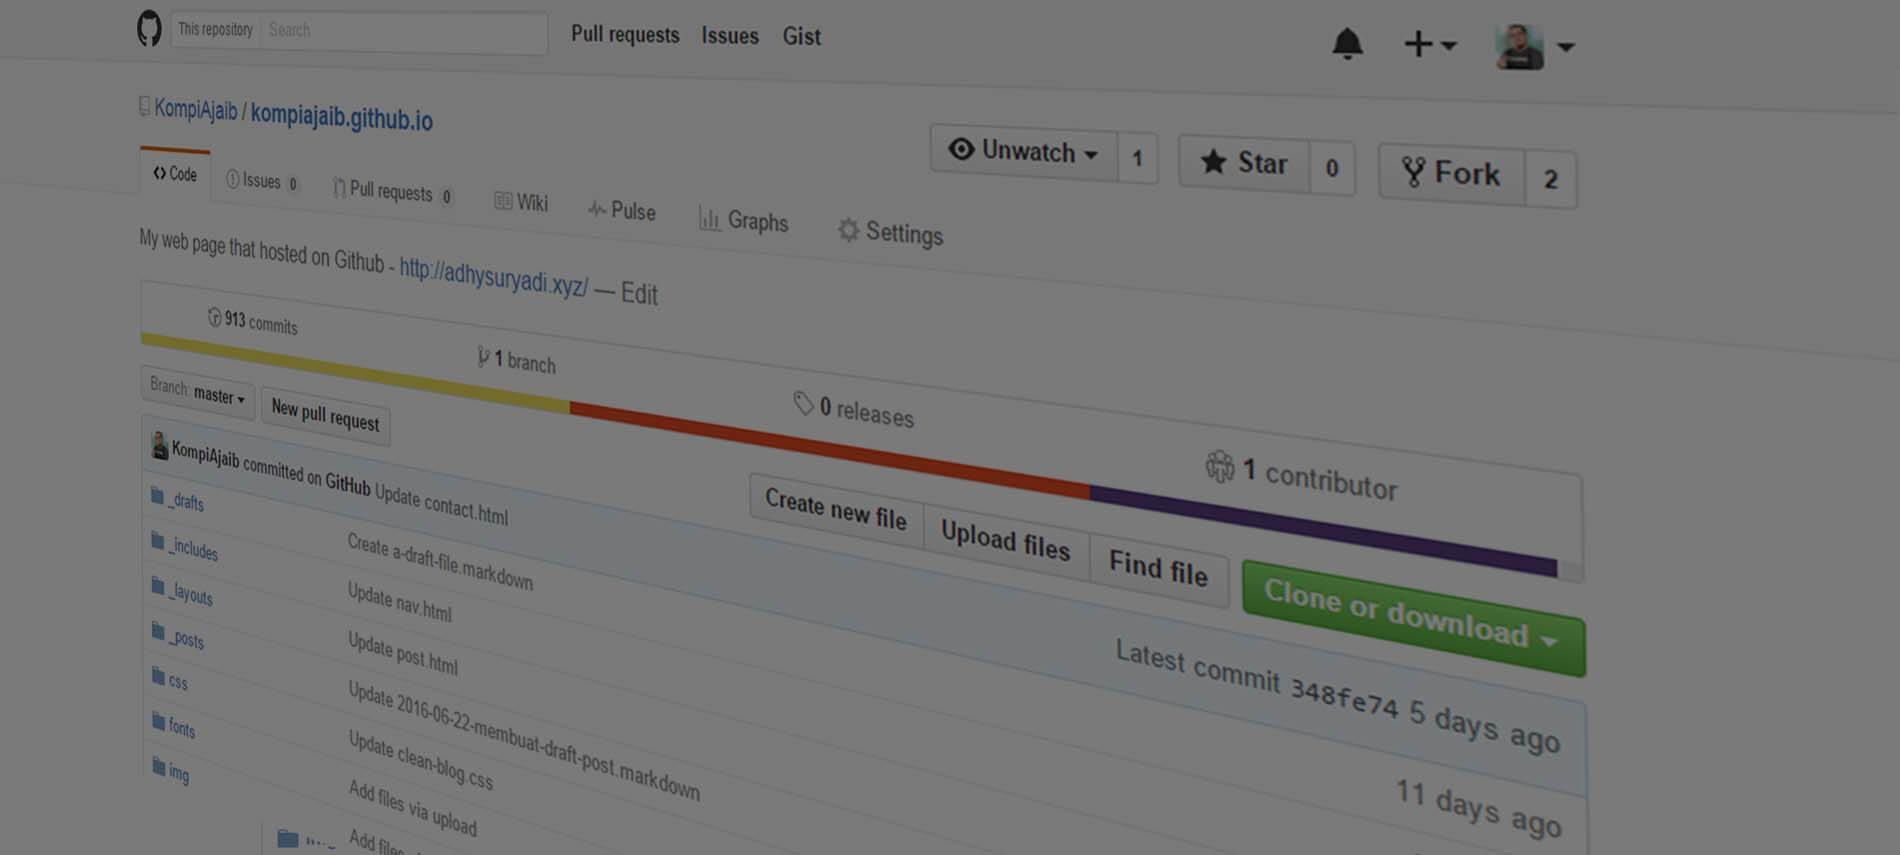 This repository Search Pull requests Issues Gist
KompiAjaib / kompiajaib.github.io
Unwatch 1 Star 0 Fork 2
Code Issues 0 Pull requests 0 Wiki Pulse Graphs Settings
My web page that hosted on Github - http://adhysuryadi.xyz/ — Edit
913 commits 1 branch 0 releases 1 contributor
Branch: master New pull request Create new file Upload files Find file Clone or download
KompiAjaib committed on GitHub Update contact.html Latest commit 348fe74 5 days ago
_drafts Create a-draft-file.markdown 11 days ago
_includes Update nav.html
_layouts Update post.html
_posts Update 2016-06-22-membuat-draft-post.markdown
css Update clean-blog.css
fonts Add files via upload
img Add files